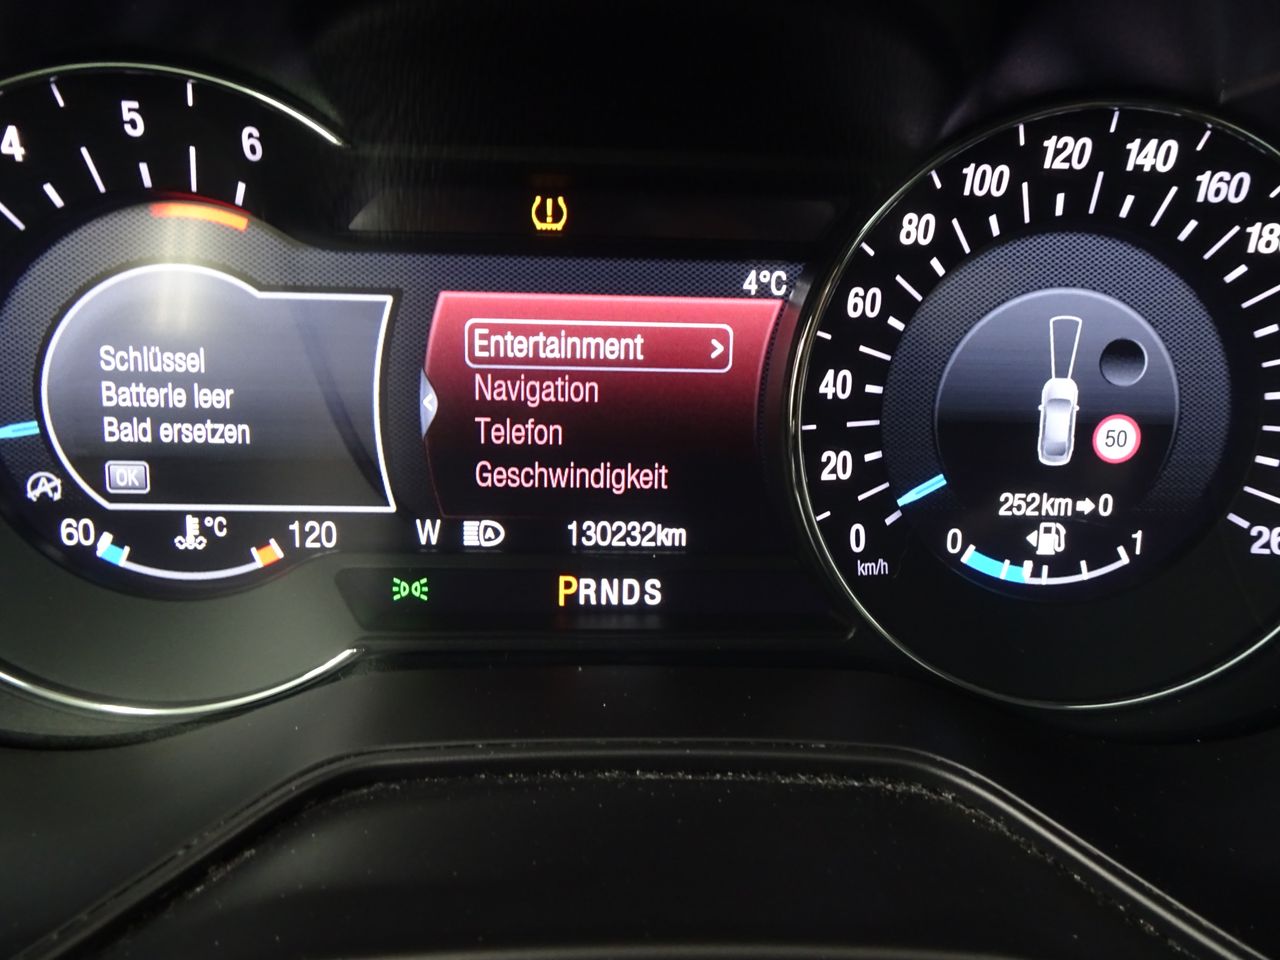 4 5 6
Schlüssel
Batterie leer
Bald ersetzen
OK
A
60 °C 120
4°C
Entertainment >
Navigation
Telefon
Geschwindigkeit
W A 130232km
PRNDS
0 20 40 60 80 100 120 140 160
km/h
50
252km➡0
0 1